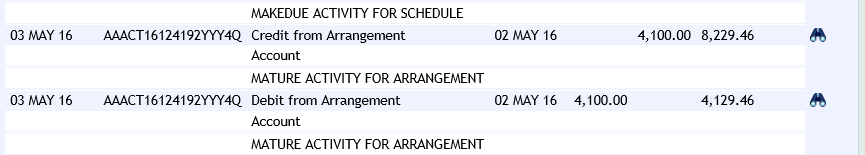 MAKEDUE ACTIVITY FOR SCHEDULE
03 MAY 16 AAACT16124192YYY4Q Credit from Arrangement 02 MAY 16 4,100.00 8,229.46
Account
MATURE ACTIVITY FOR ARRANGEMENT
03 MAY 16 AAACT16124192YYY4Q Debit from Arrangement 02 MAY 16 4,100.00 4,129.46
Account
MATURE ACTIVITY FOR ARRANGEMENT